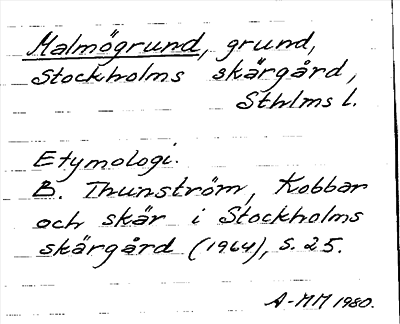 Malmögrund, grund,
Stockholms skärgård,
Sthlms l.
Etymologi.
B. Thunström, Kobbar
och skär i Stockholms
skärgård (1964), s. 25.
A-MM 1980.